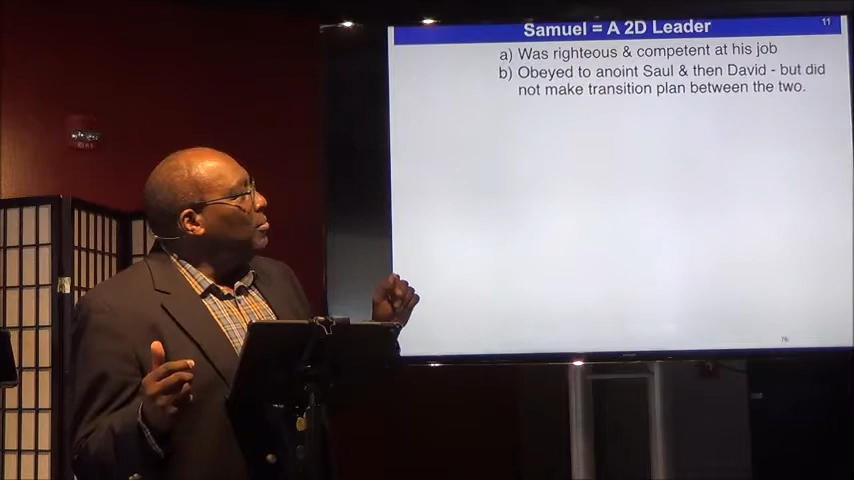 Samuel = A 2D Leader
11
a) Was righteous & competent at his job
b) Obeyed to anoint Saul & then David - but did
not make transition plan between the two.
76